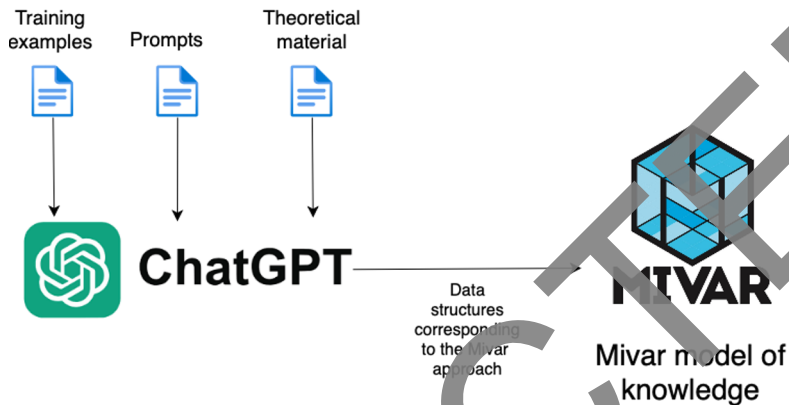 Training
examples
Prompts
Theoretical
material
ChatGPT
Data
structures
corresponding
to the Mivar
approach
MIVAR
Mivar model of
knowledge